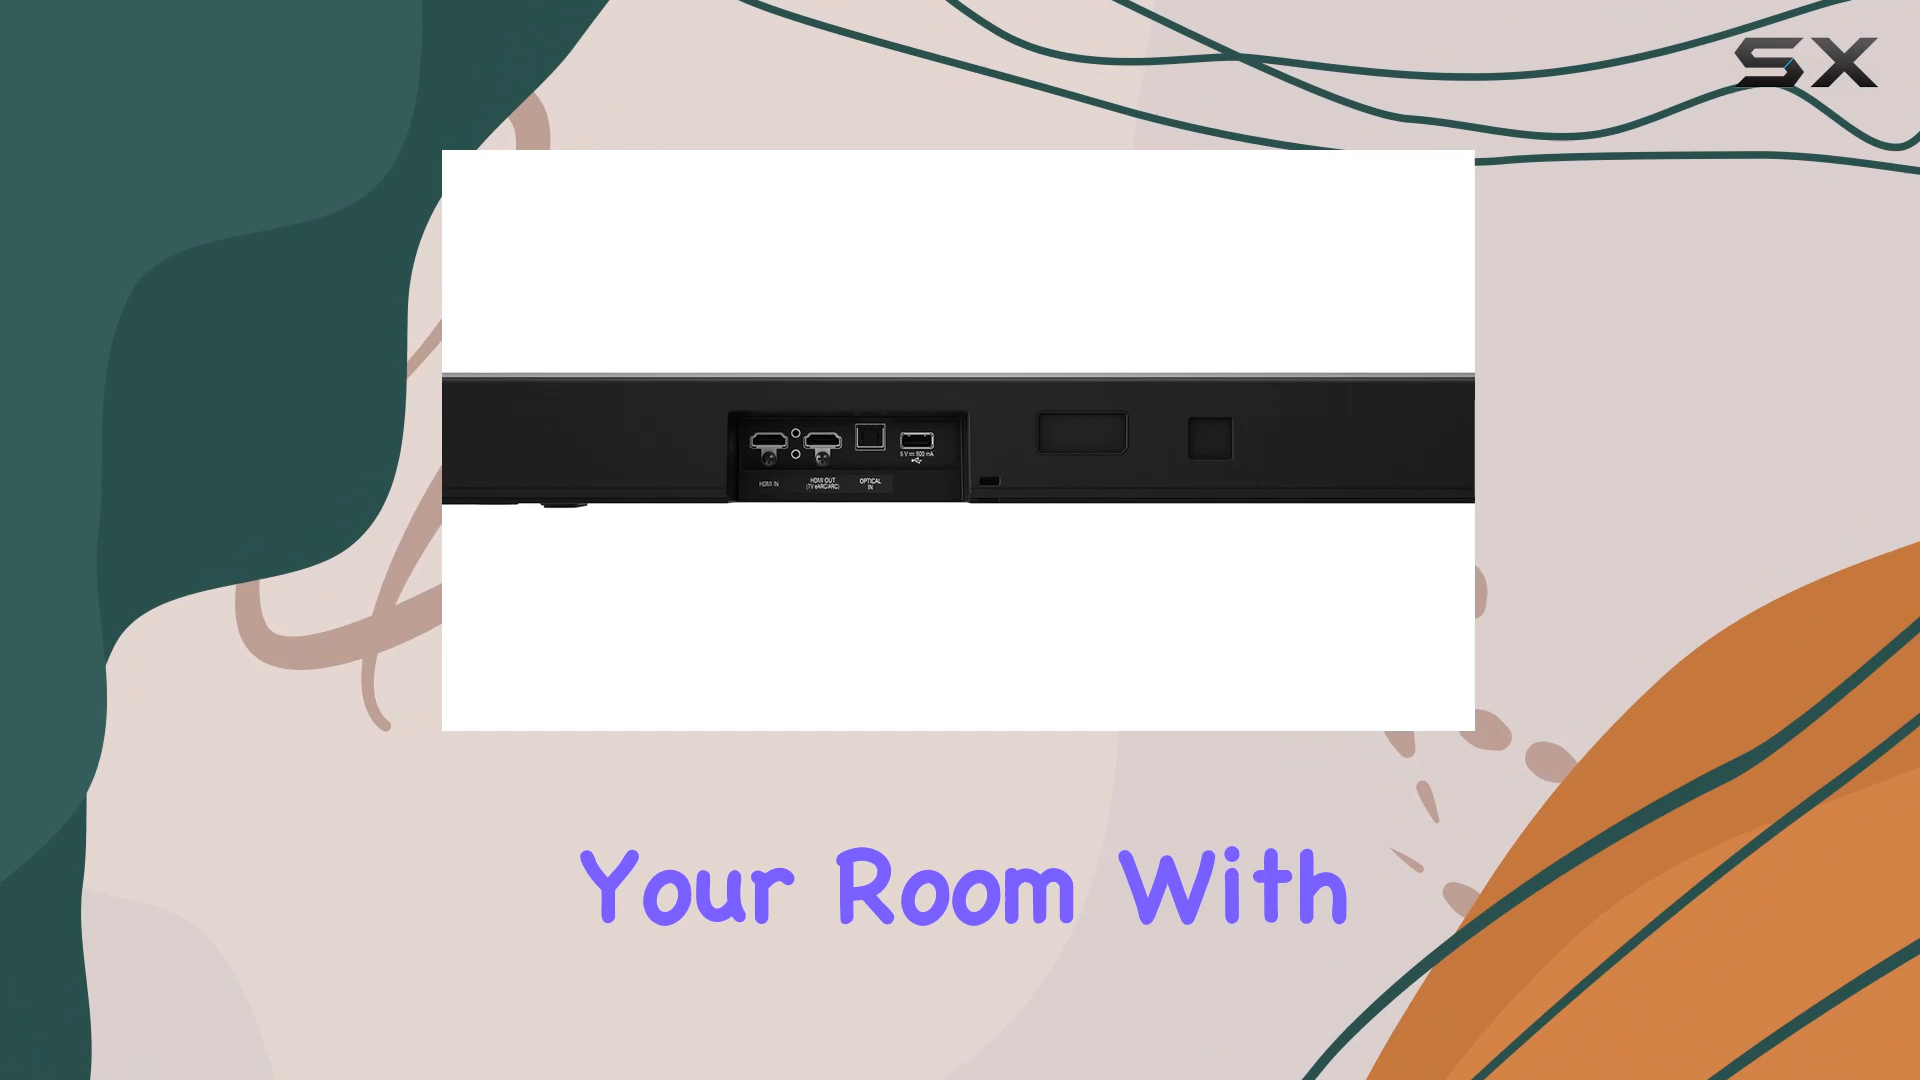 SX
5 V ⎓ 500 mA
HDMI IN
HDMI OUT
(TV eARC/ARC)
OPTICAL
IN
Your Room With